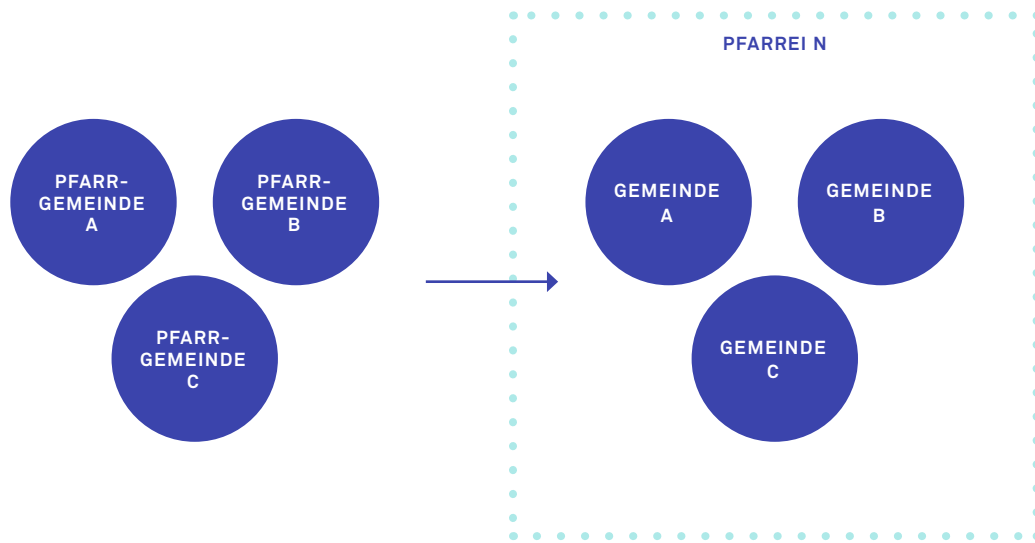 PFARREI N
PFARR-
GEMEINDE
A
PFARR-
GEMEINDE
B
PFARR-
GEMEINDE
C
GEMEINDE
A
GEMEINDE
B
GEMEINDE
C